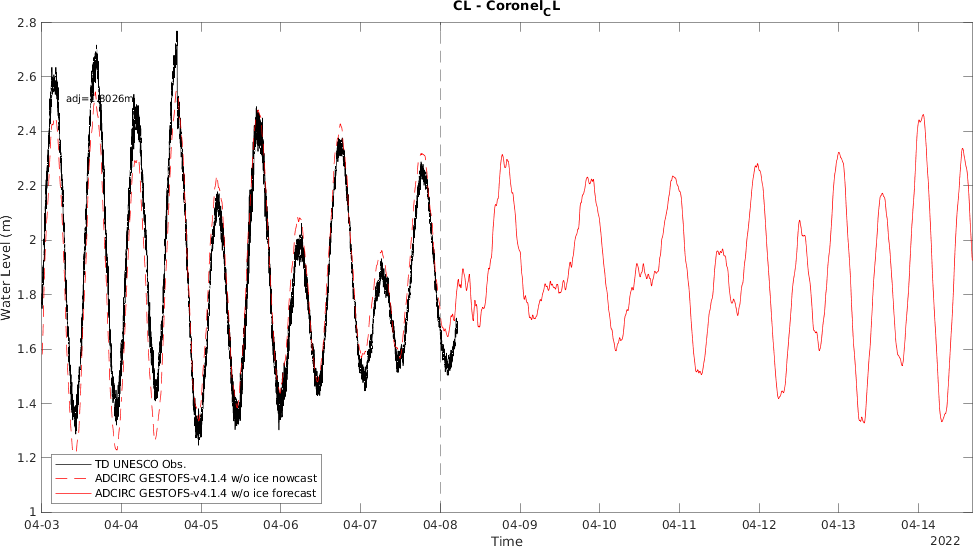 CL - Coronel_CL
2.8
2.6
2.4
2.2
2
1.8
1.6
1.4
1.2
1
Water Level (m)
TD UNESCO Obs.
ADCIRC GESTOFS-v4.1.4 w/o ice nowcast
ADCIRC GESTOFS-v4.1.4 w/o ice forecast
04-03 04-04 04-05 04-06 04-07 04-08 04-09 04-10 04-11 04-12 04-13 04-14
Time
2022